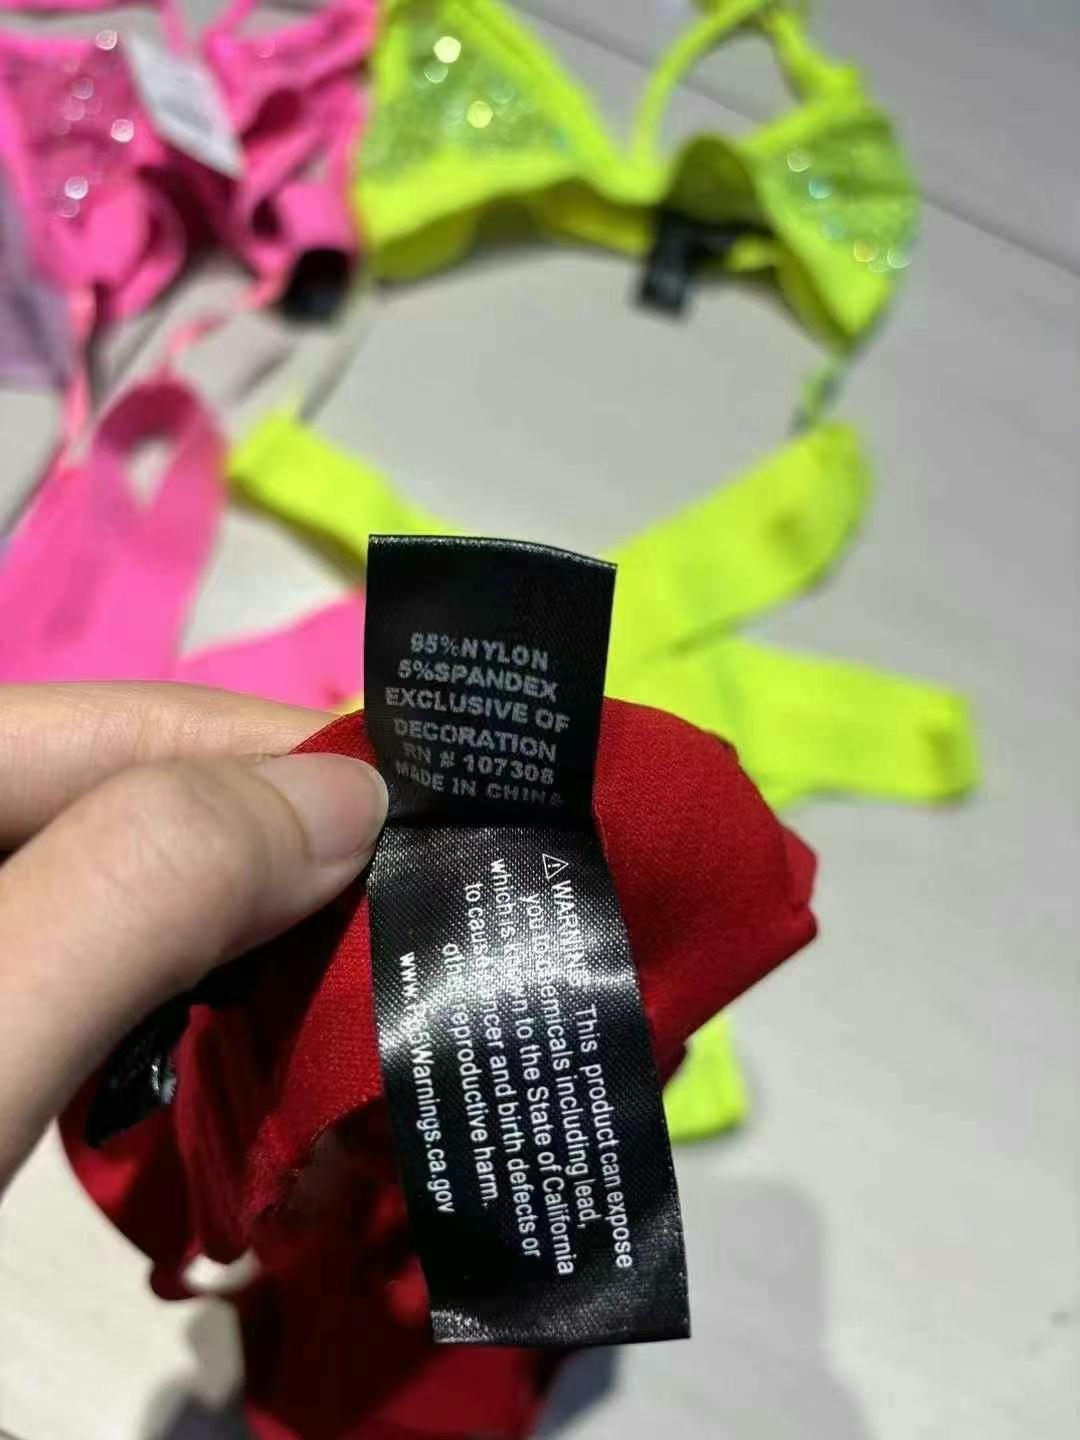 95%NYLON
5%SPANDEX
EXCLUSIVE OF
DECORATION
RN # 107308
MADE IN CHINA
⚠WARNING This product can expose
you to chemicals including lead,
which is known to the State of California
to cause cancer and birth defects or
other reproductive harm.
www.P65Warnings.ca.gov